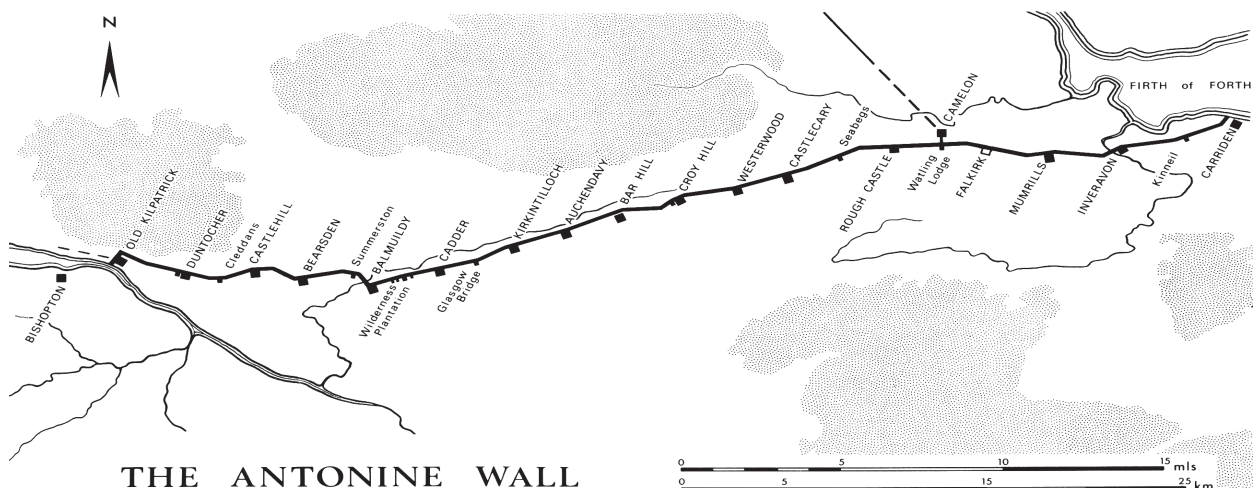 N
FIRTH of FORTH
OLD KILPATRICK
DUNTOCHER
Cleddans
CASTLEHILL
BEARSDEN
Summerston
BALMUILDY
Wilderness
Plantation
CADDER
Glasgow
Bridge
KIRKINTILLOCH
AUCHENDAVY
BAR HILL
CROY HILL
WESTERWOOD
CASTLECARY
Seabegs
ROUGH CASTLE
Watling
Lodge
CAMELON
FALKIRK
MUMRILLS
INVERAVON
Kinneil
CARRIDEN
BISHOPTON
THE ANTONINE WALL
0 5 10 15 mls
0 5 15 25 km